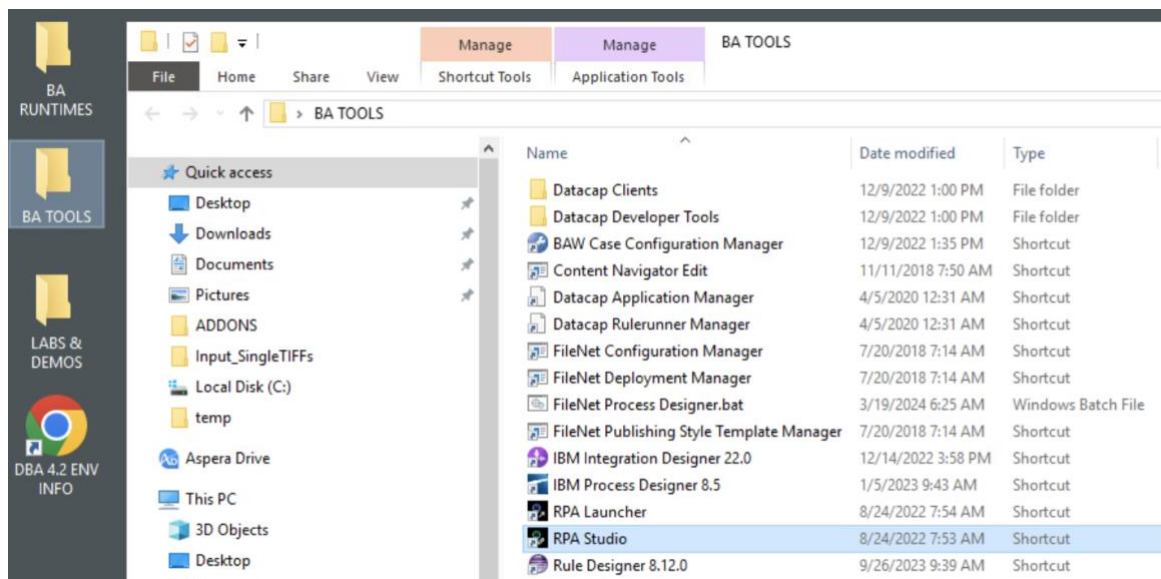 BA
RUNTIMES
BA TOOLS
LABS &
DEMOS
DBA 4.2 ENV
INFO
Manage Manage BA TOOLS
File Home Share View Shortcut Tools Application Tools
> BA TOOLS
Quick access
Desktop
Downloads
Documents
Pictures
ADDONS
Input_SingleTIFFs
Local Disk (C:)
temp
Aspera Drive
This PC
3D Objects
Desktop
Name Date modified Type
Datacap Clients 12/9/2022 1:00 PM File folder
Datacap Developer Tools 12/9/2022 1:00 PM File folder
BAW Case Configuration Manager 12/9/2022 1:35 PM Shortcut
Content Navigator Edit 11/11/2018 7:50 AM Shortcut
Datacap Application Manager 4/5/2020 12:31 AM Shortcut
Datacap Rulerunner Manager 4/5/2020 12:31 AM Shortcut
FileNet Configuration Manager 7/20/2018 7:14 AM Shortcut
FileNet Deployment Manager 7/20/2018 7:14 AM Shortcut
FileNet Process Designer.bat 3/19/2024 6:25 AM Windows Batch File
FileNet Publishing Style Template Manager 7/20/2018 7:14 AM Shortcut
IBM Integration Designer 22.0 12/14/2022 3:58 PM Shortcut
IBM Process Designer 8.5 1/5/2023 9:43 AM Shortcut
RPA Launcher 8/24/2022 7:54 AM Shortcut
RPA Studio 8/24/2022 7:53 AM Shortcut
Rule Designer 8.12.0 9/26/2023 9:39 AM Shortcut